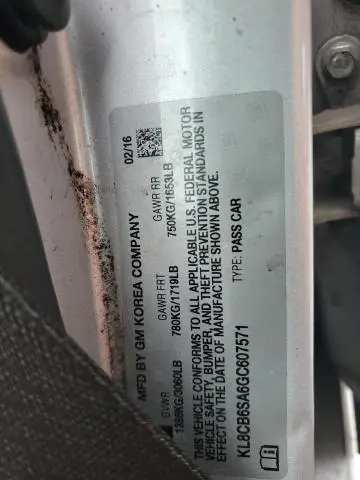 MFD BY GM KOREA COMPANY 02/16
GVWR GAWR FRT GAWR RR
1388KG/3060LB 780KG/1719LB 750KG/1653LB
THIS VEHICLE CONFORMS TO ALL APPLICABLE U.S. FEDERAL MOTOR
VEHICLE SAFETY, BUMPER, AND THEFT PREVENTION STANDARDS IN
EFFECT ON THE DATE OF MANUFACTURE SHOWN ABOVE.
KL8CB6SA6GC607571 TYPE: PASS CAR